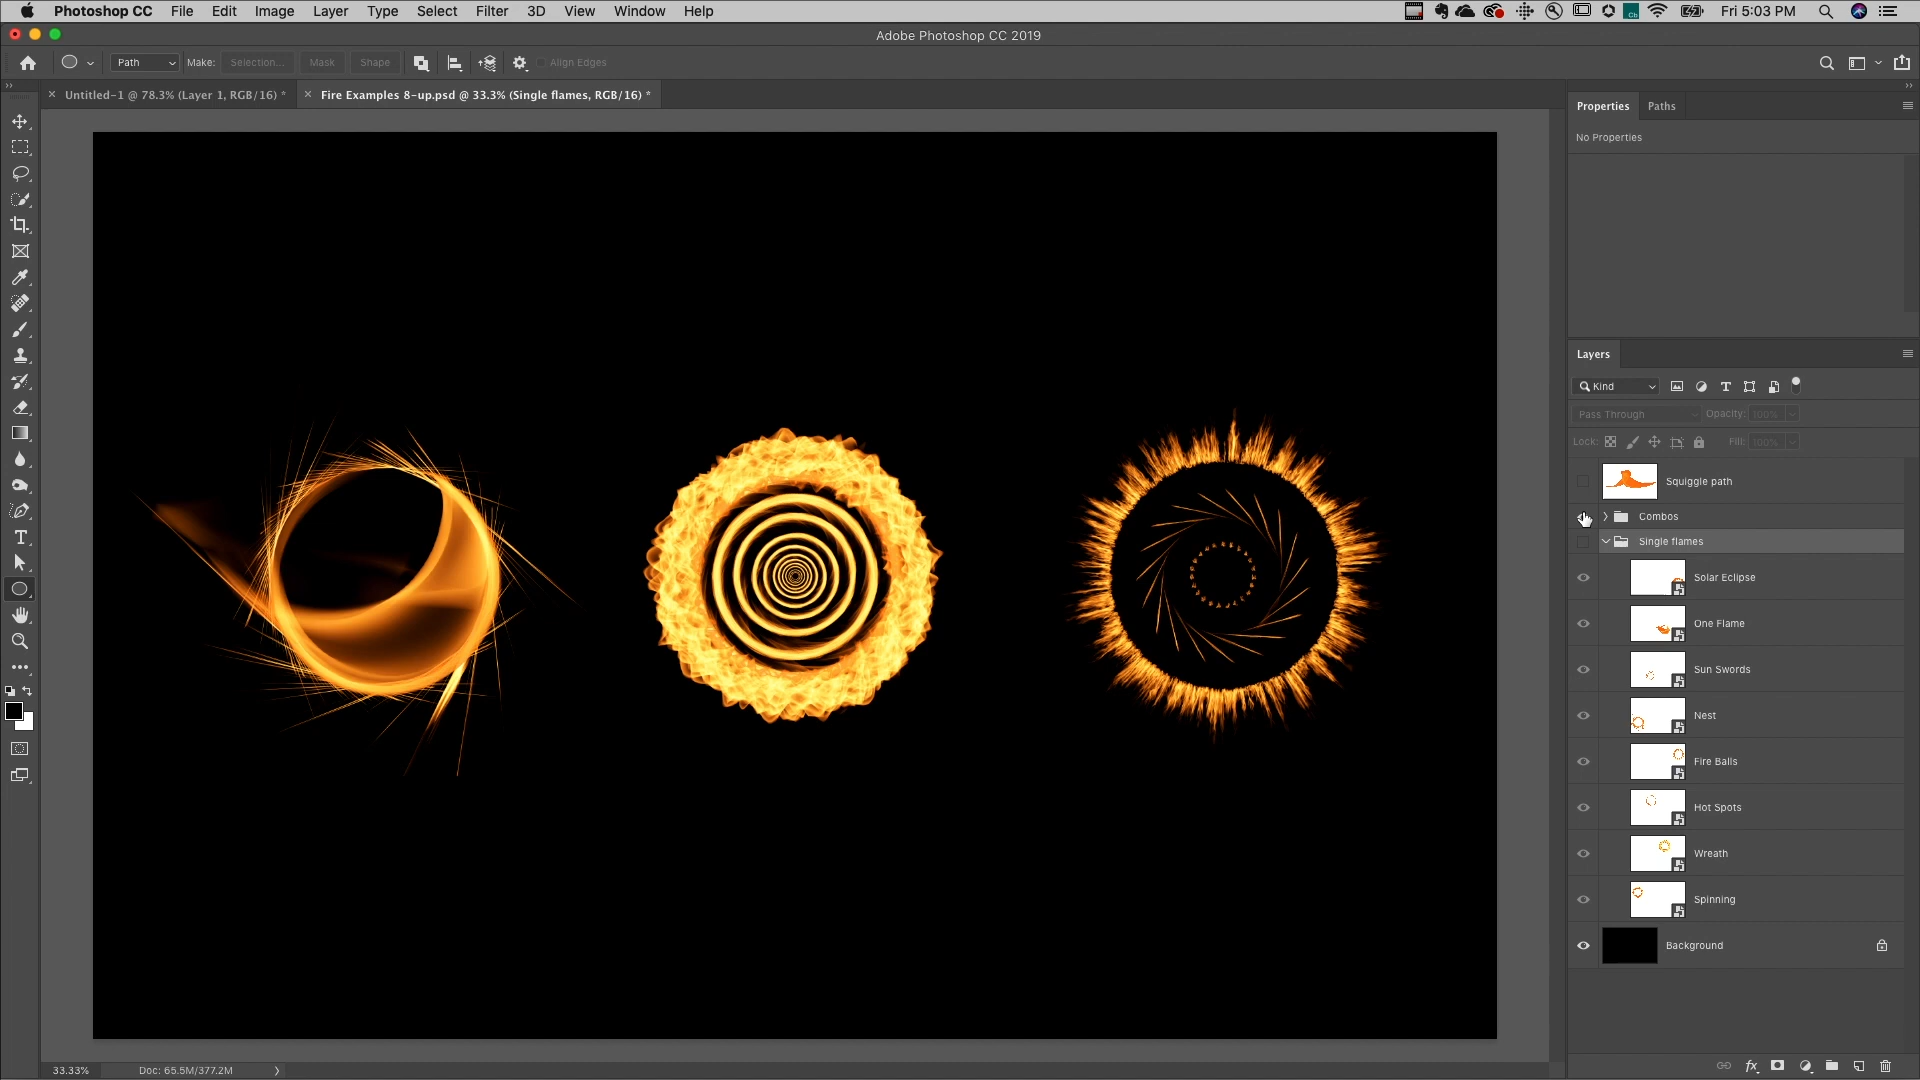 Photoshop CC File Edit Image Layer Type Select Filter 3D View Window Help Fri 5:03 PM
Adobe Photoshop CC 2019
Path Make: Selection... Mask Shape Align Edges
Untitled-1 @ 78.3% (Layer 1, RGB/16) * Fire Examples 8-up.psd @ 33.3% (Single flames, RGB/16) *
Properties Paths
No Properties
Layers
Kind
Pass Through Opacity: 100%
Lock: Fill: 100%
Squiggle path
Combos
Single flames
Solar Eclipse
One Flame
Sun Swords
Nest
Fire Balls
Hot Spots
Wreath
Spinning
Background
33.33% Doc: 65.5M/377.2M